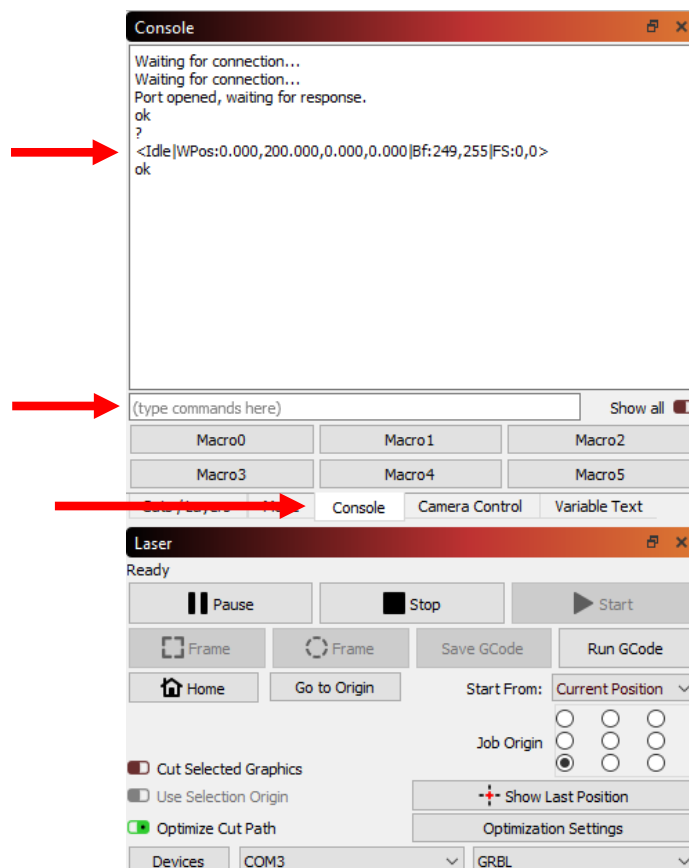 Console
Waiting for connection...
Waiting for connection...
Port opened, waiting for response.
ok
?
<Idle|WPos:0.000,200.000,0.000,0.000|Bf:249,255|FS:0,0>
ok
(type commands here) Show all
Macro0 Macro1 Macro2
Macro3 Macro4 Macro5
Console Camera Control Variable Text
Laser
Ready
Pause Stop Start
Frame Frame Save GCode Run GCode
Home Go to Origin Start From: Current Position
Job Origin
Cut Selected Graphics
Use Selection Origin Show Last Position
Optimize Cut Path Optimization Settings
Devices COM3 GRBL